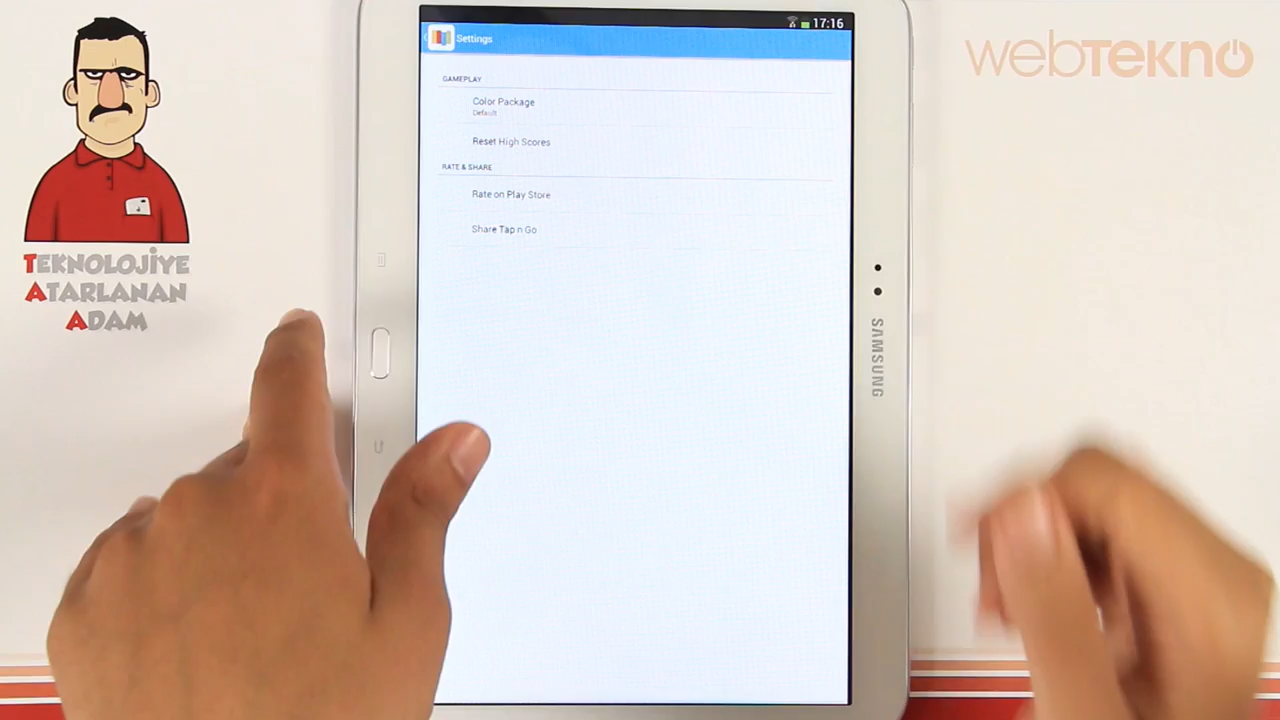 17:16
Settings
GAMEPLAY
Color Package
Default
Reset High Scores
RATE & SHARE
Rate on Play Store
Share Tap n Go
SAMSUNG
webTEKNO
TEKNOLOJİYE
ATARLANAN
ADAM